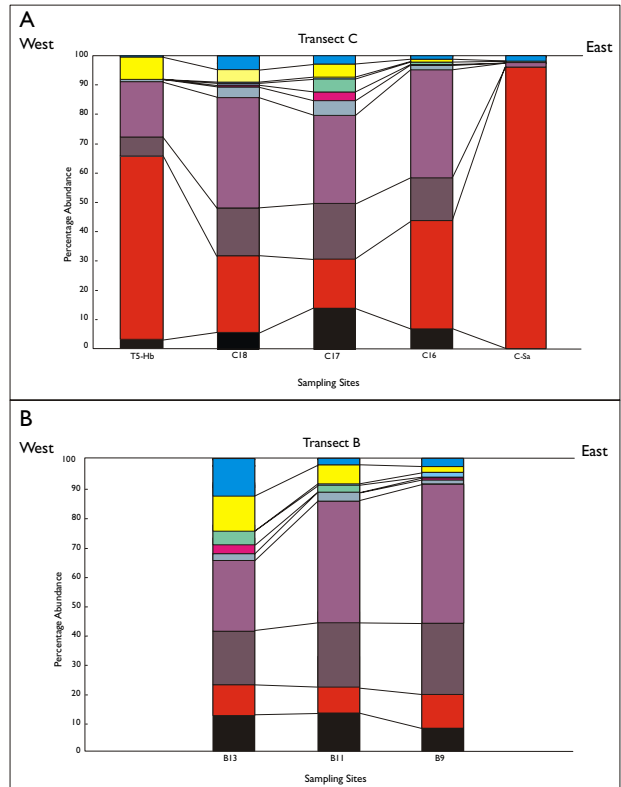 A
West
Transect C
East
Percentage Abundance
100
90
80
70
60
50
40
30
20
10
0
T5-Hb
C18
C17
C16
C-5a
Sampling Sites
B
West
Transect B
East
Percentage Abundance
100
90
80
70
60
50
40
30
20
10
0
B13
B11
B9
Sampling Sites